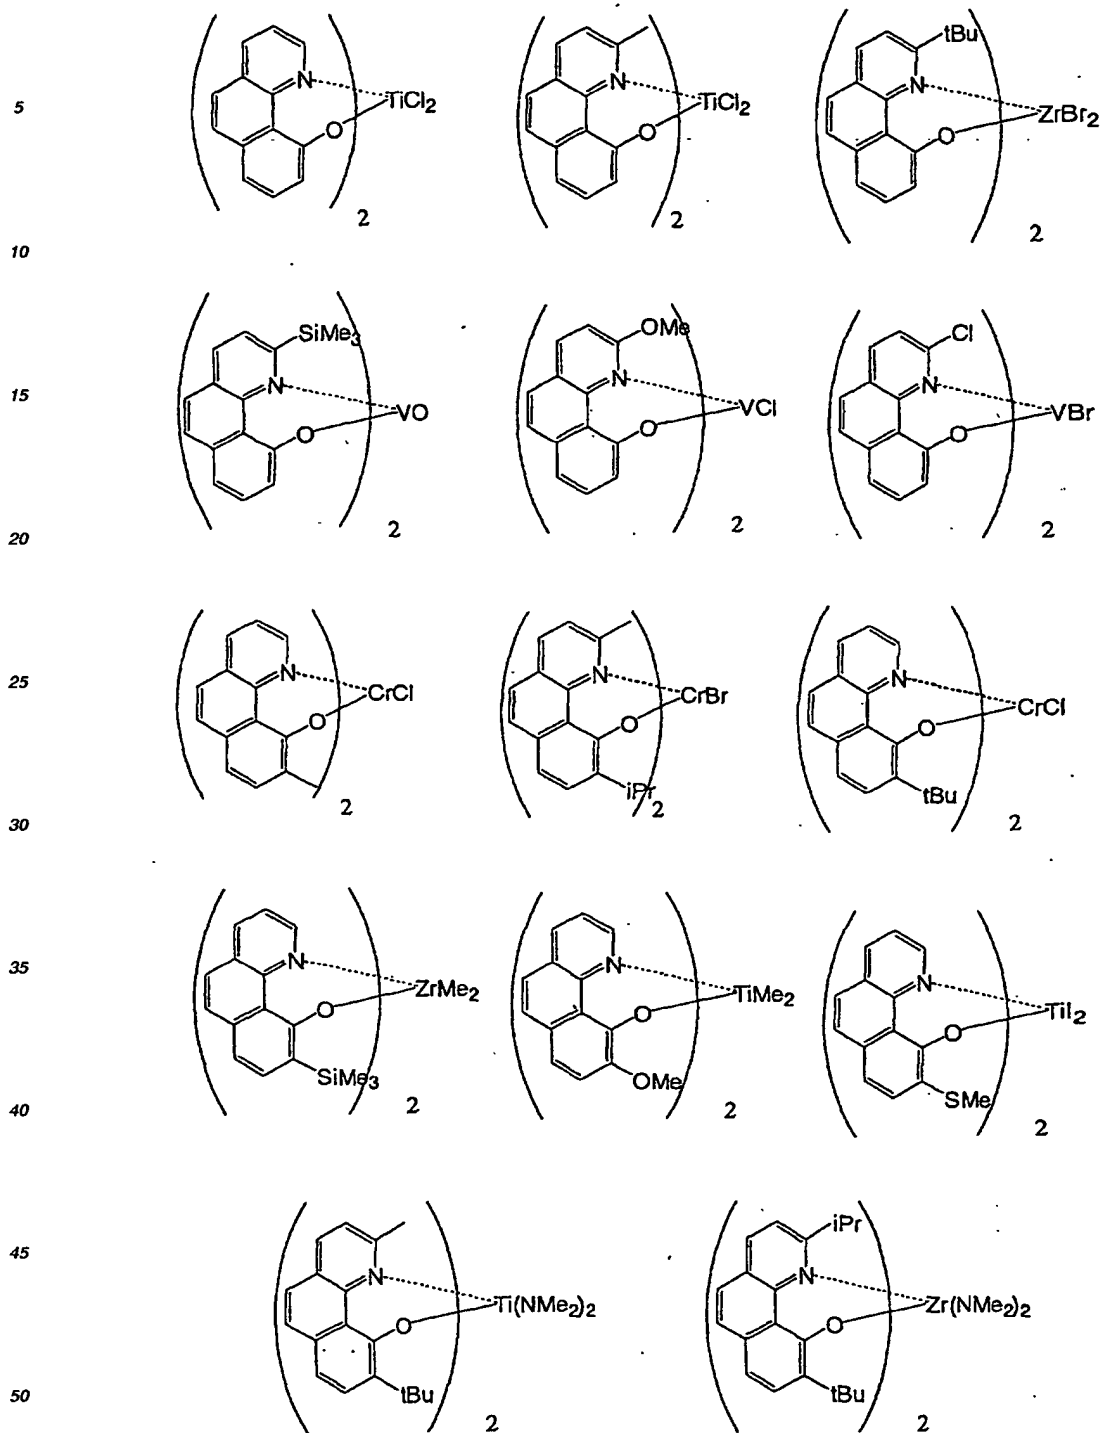 N
O
TiCl2
2
N
O
TiCl2
2
tBu
N
O
ZrBr2
2
5
10
SiMe3
N
O
VO
2
OMe
N
O
VCl
2
Cl
N
O
VBr
2
15
20
N
O
CrCl
2
N
O
CrBr
iPr
2
N
O
CrCl
tBu
2
25
30
N
O
ZrMe2
SiMe3
2
N
O
TiMe2
OMe
2
N
O
TiI2
SMe
2
35
40
N
O
Ti(NMe2)2
tBu
2
iPr
N
O
Zr(NMe2)2
tBu
2
45
50